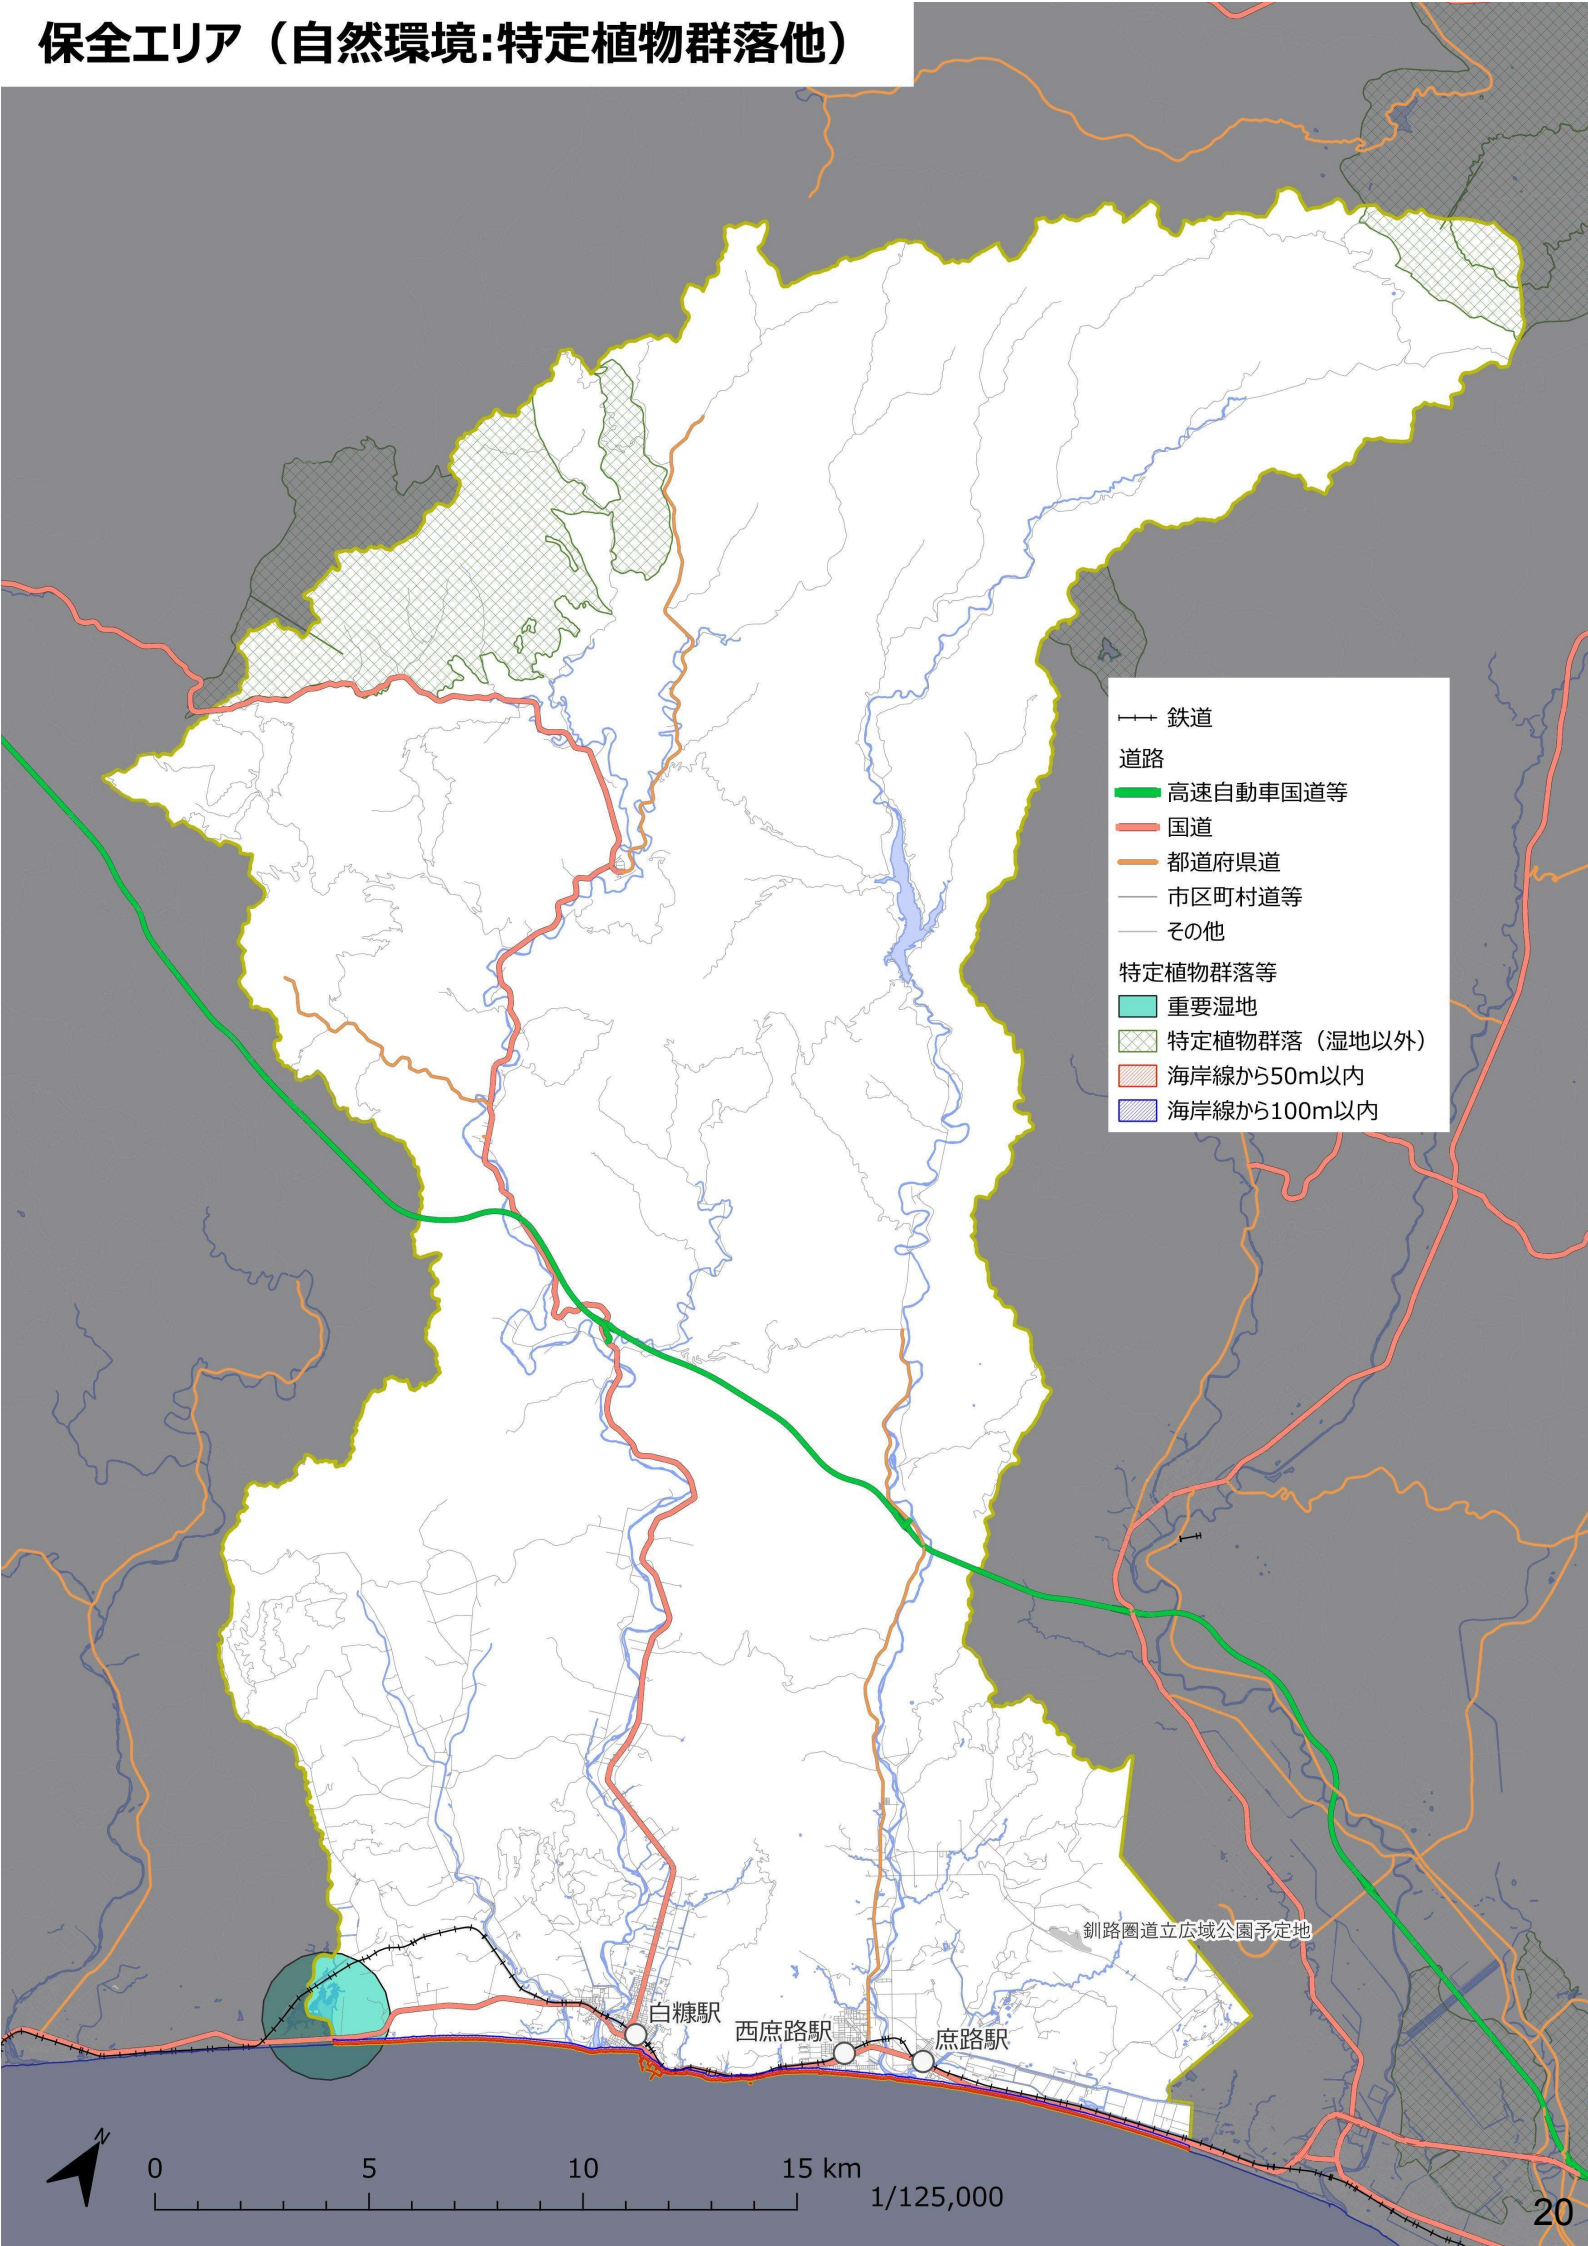 保全エリア（自然環境:特定植物群落他）
鉄道
道路
高速自動車国道等
国道
都道府県道
市区町村道等
その他
特定植物群落等
重要湿地
特定植物群落（湿地以外）
海岸線から50m以内
海岸線から100m以内
釧路圏道立広域公園予定地
白糠駅
西庶路駅
庶路駅
N
0 5 10 15 km
1/125,000
20